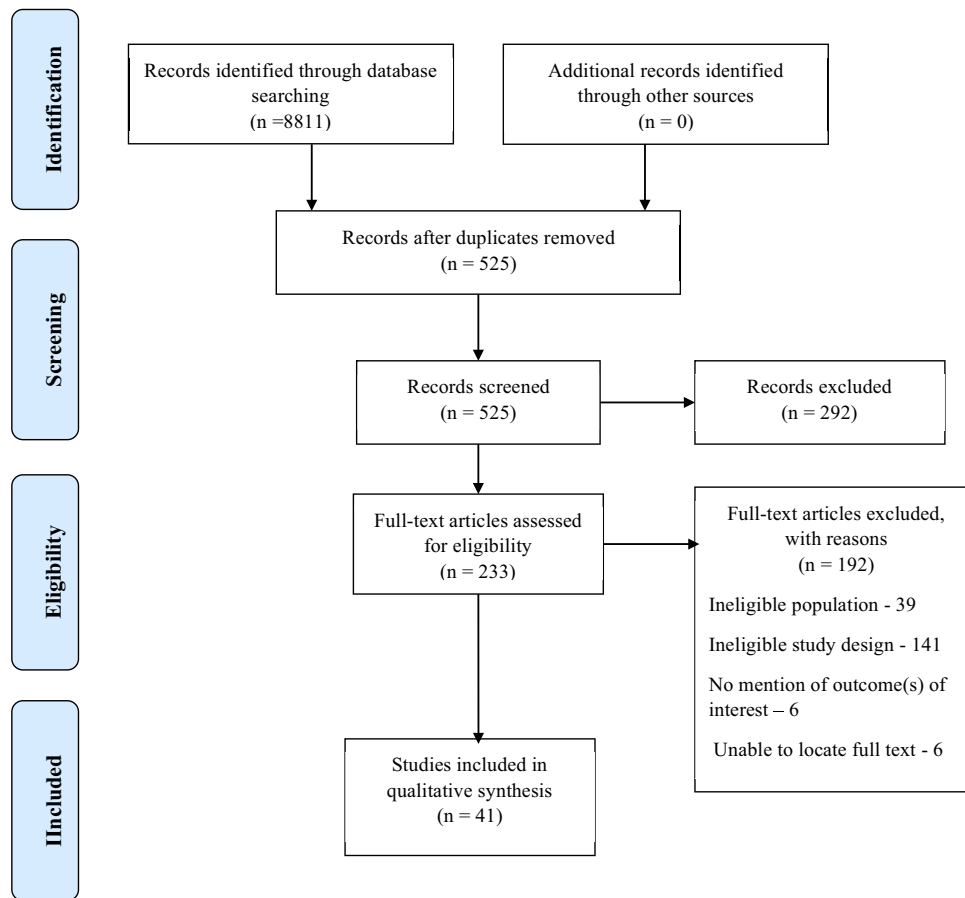 Identification
Records identified through database
searching
(n =8811)
Additional records identified
through other sources
(n = 0)
Records after duplicates removed
(n = 525)
Screening
Records screened
(n = 525)
Records excluded
(n = 292)
Eligibility
Full-text articles assessed
for eligibility
(n = 233)
Full-text articles excluded,
with reasons
(n = 192)
Ineligible population - 39
Ineligible study design - 141
No mention of outcome(s) of
interest – 6
Unable to locate full text - 6
IIncluded
Studies included in
qualitative synthesis
(n = 41)